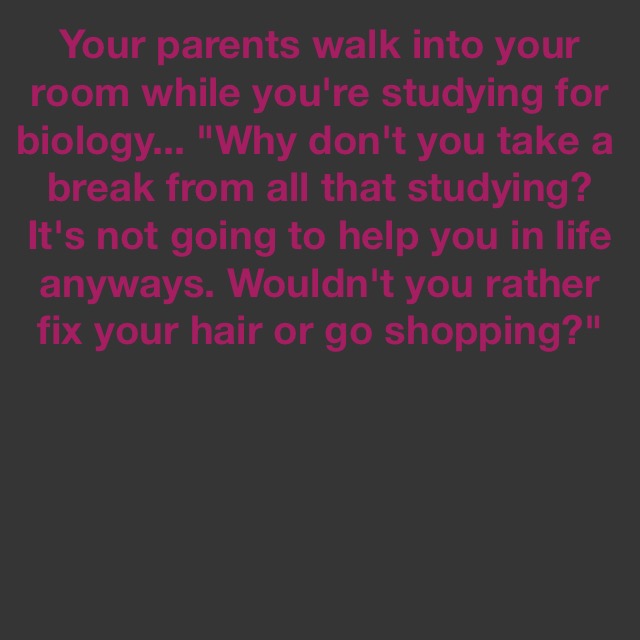 Your parents walk into your
room while you're studying for
biology... "Why don't you take a
break from all that studying?
It's not going to help you in life
anyways. Wouldn't you rather
fix your hair or go shopping?"